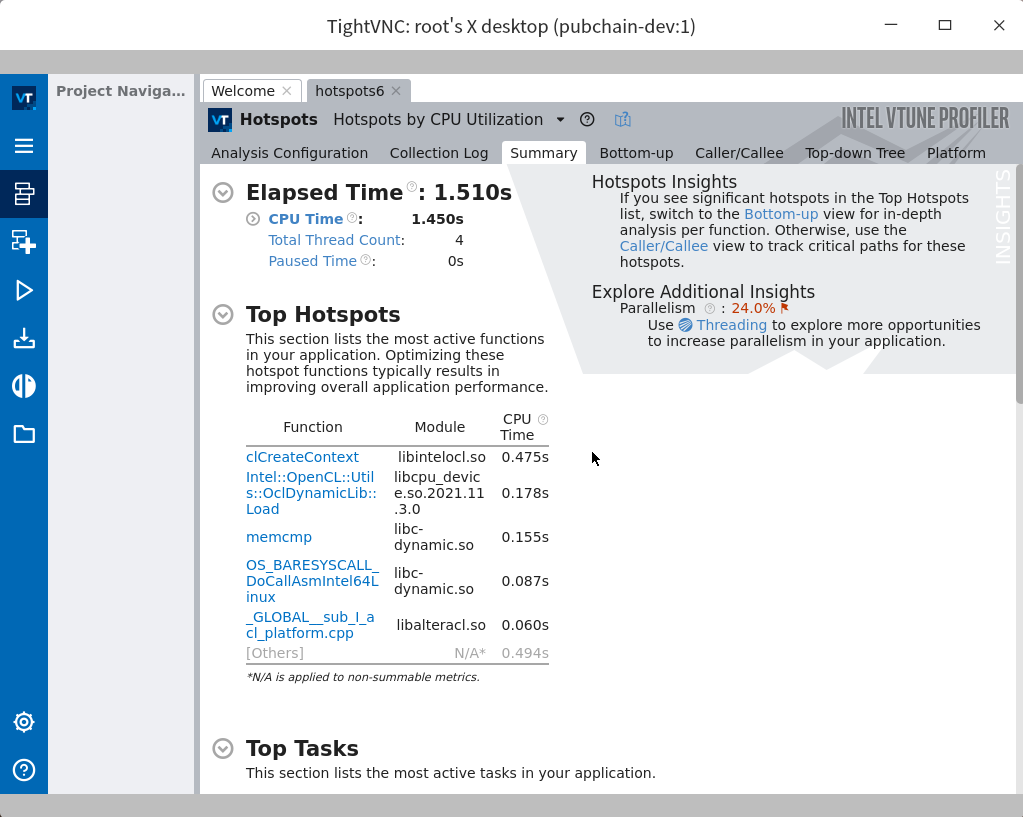 TightVNC: root's X desktop (pubchain-dev:1)
VT
Project Naviga...
Welcome
hotspots6
VT Hotspots Hotspots by CPU Utilization
INTEL VTUNE PROFILER
Analysis Configuration Collection Log Summary Bottom-up Caller/Callee Top-down Tree Platform
Elapsed Time: 1.510s
CPU Time: 1.450s
Total Thread Count: 4
Paused Time: 0s
Hotspots Insights
If you see significant hotspots in the Top Hotspots
list, switch to the Bottom-up view for in-depth
analysis per function. Otherwise, use the
Caller/Callee view to track critical paths for these
hotspots.
Explore Additional Insights
Parallelism : 24.0%
Use Threading to explore more opportunities
to increase parallelism in your application.
INSIGHTS
Top Hotspots
This section lists the most active functions
in your application. Optimizing these
hotspot functions typically results in
improving overall application performance.
Function Module CPU
Time
clCreateContext libintelocl.so 0.475s
Intel::OpenCL::Util
s::OclDynamicLib::
Load
libcpu_devic
e.so.2021.11
.3.0
0.178s
memcmp
libc-
dynamic.so
0.155s
OS_BARESYSCALL_
DoCallAsmIntel64L
inux
libc-
dynamic.so
0.087s
_GLOBAL__sub_I_a
cl_platform.cpp
libalteracl.so
0.060s
[Others] N/A* 0.494s
*N/A is applied to non-summable metrics.
Top Tasks
This section lists the most active tasks in your application.